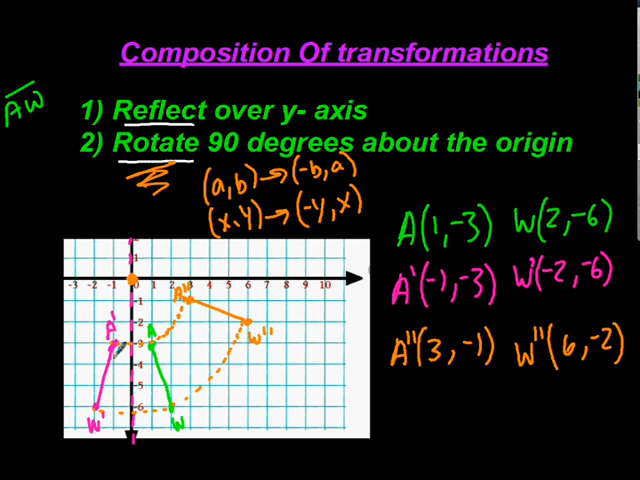 Composition Of transformations
AW
1) Reflect over y- axis
2) Rotate 90 degrees about the origin
(a,b)→(-b,a)
(x,y)→(-y,x)
A(1,-3) W(2,-6)
A'(-1,-3) W'(-2,-6)
A''(3,-1) W''(6,-2)
2
1
-3 -2 -1 0 1 2 3 4 5 6 7 8 9 10
A''
-1
-2
W''
A' A
-3
-4
-5
-6
W' W